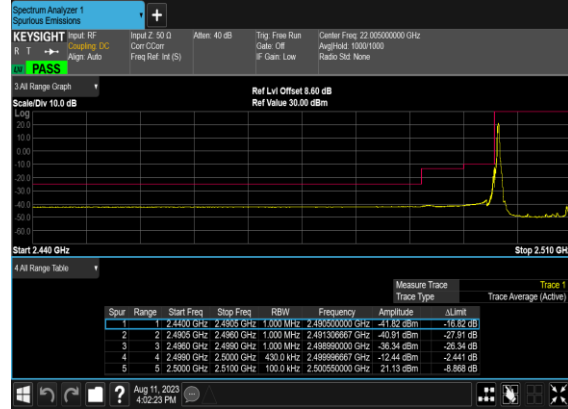 Spectrum Analyzer 1
Spurious Emissions
+
KEYSIGHT Input: RF Input Z: 50 Ω Atten: 40 dB Trig: Free Run Center Freq: 22.005000000 GHz
R T Coupling: DC Corr CCorr Gate: Off Avg|Hold: 1000/1000
Align: Auto Freq Ref: Int (S) IF Gain: Low Radio Std: None
PASS
3 All Range Graph
Ref Lvl Offset 8.60 dB
Scale/Div 10.0 dB Ref Value 30.00 dBm
Log
20.0
10.0
0.00
-10.0
-20.0
-30.0
-40.0
-50.0
-60.0
Start 2.440 GHz Stop 2.510 GHz
4 All Range Table
Measure Trace Trace 1
Trace Type Trace Average (Active)
Spur Range Start Freq Stop Freq RBW Frequency Amplitude ΔLimit
1 1 2.4400 GHz 2.4905 GHz 1.000 MHz 2.490500000 GHz -41.82 dBm -16.82 dB
2 2 2.4905 GHz 2.4960 GHz 1.000 MHz 2.491306667 GHz -40.91 dBm -27.91 dB
3 3 2.4960 GHz 2.4990 GHz 1.000 MHz 2.498990000 GHz -36.34 dBm -26.34 dB
4 4 2.4990 GHz 2.5000 GHz 430.0 kHz 2.499996667 GHz -12.44 dBm -2.441 dB
5 5 2.5000 GHz 2.5100 GHz 100.0 kHz 2.500550000 GHz 21.13 dBm -8.868 dB
? Aug 11, 2023
4:02:23 PM